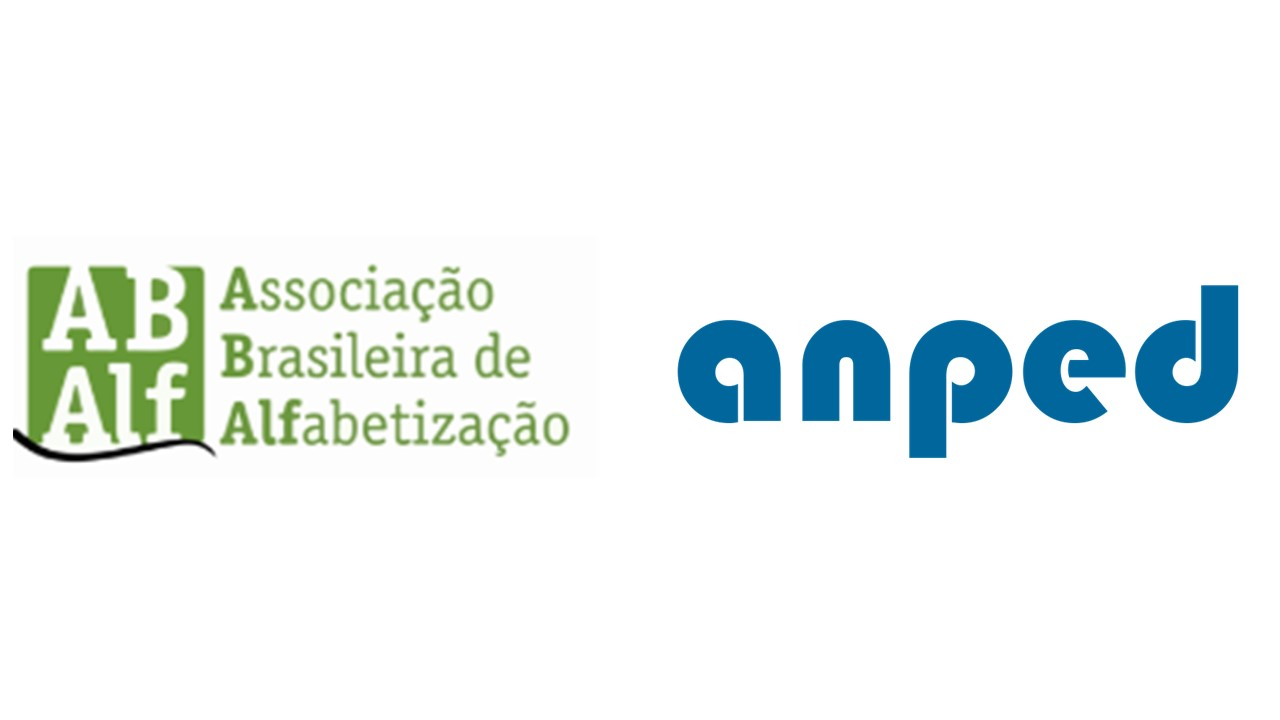 AB
Alf
Associação
Brasileira de
Alfabetização
anped